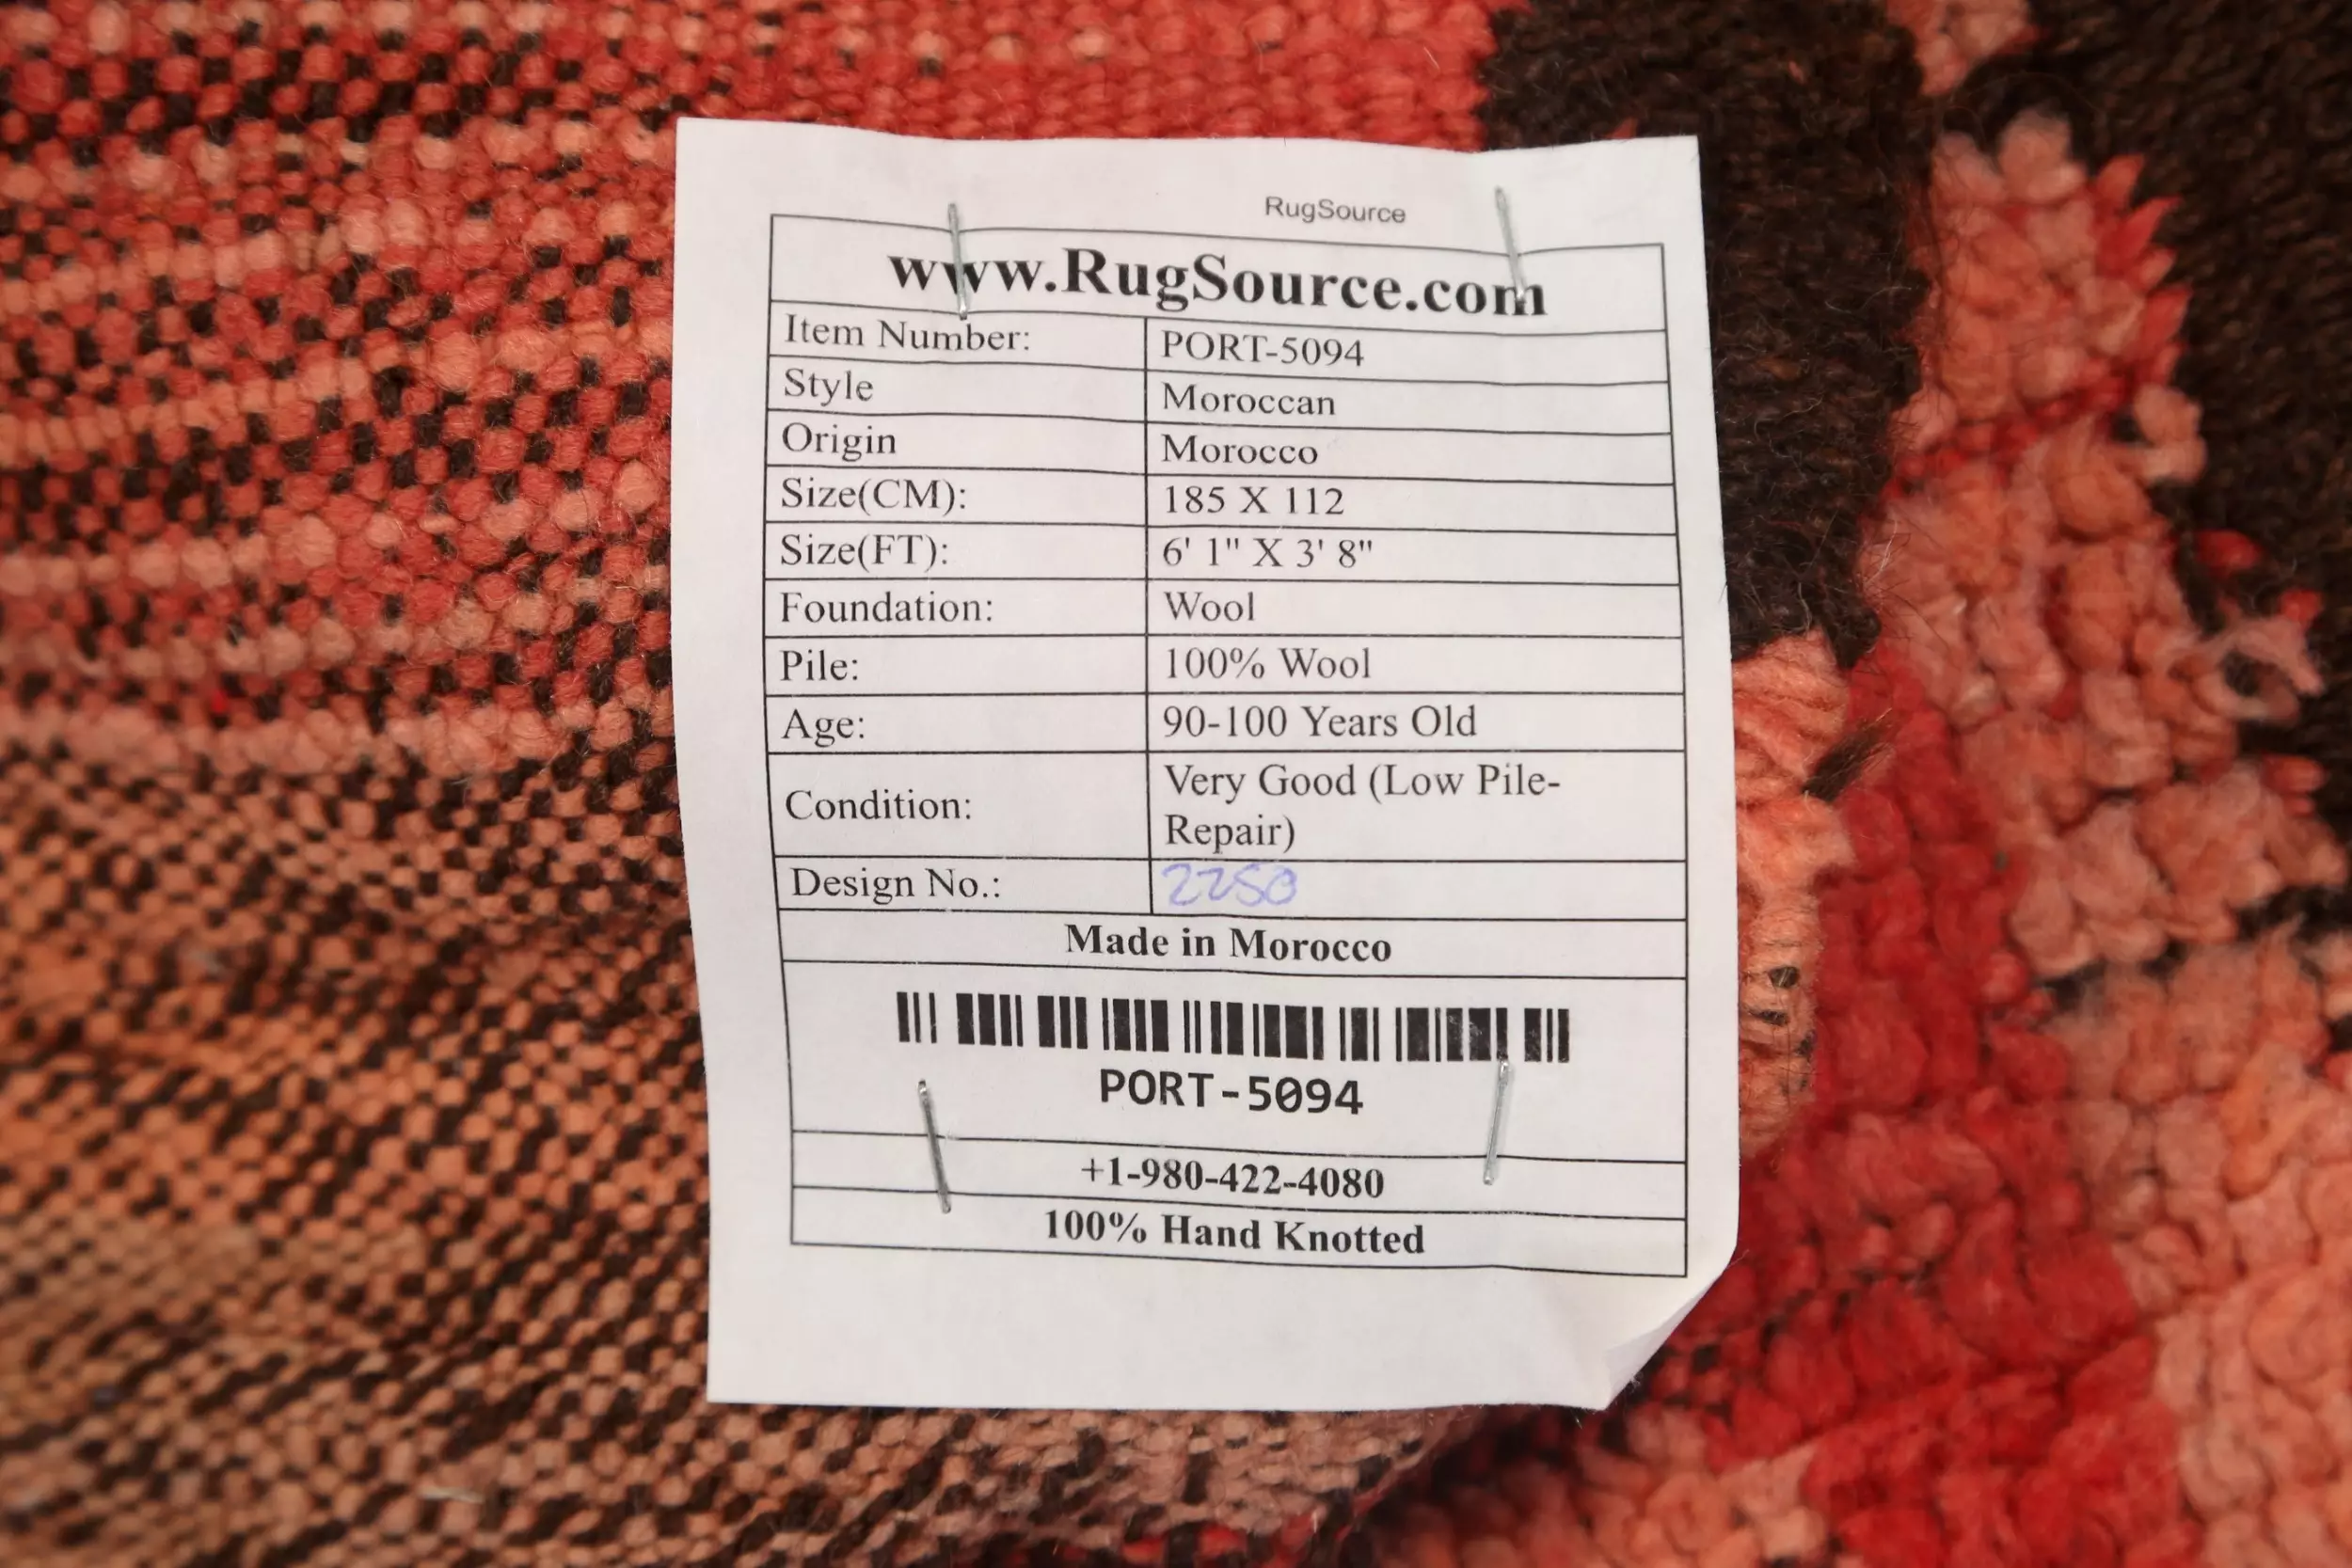 RugSource
www.RugSource.com
Item Number: PORT-5094
Style Moroccan
Origin Morocco
Size(CM): 185 X 112
Size(FT): 6' 1" X 3' 8"
Foundation: Wool
Pile: 100% Wool
Age: 90-100 Years Old
Condition: Very Good (Low Pile-
Repair)
Design No.: 2250
Made in Morocco
PORT-5094
+1-980-422-4080
100% Hand Knotted